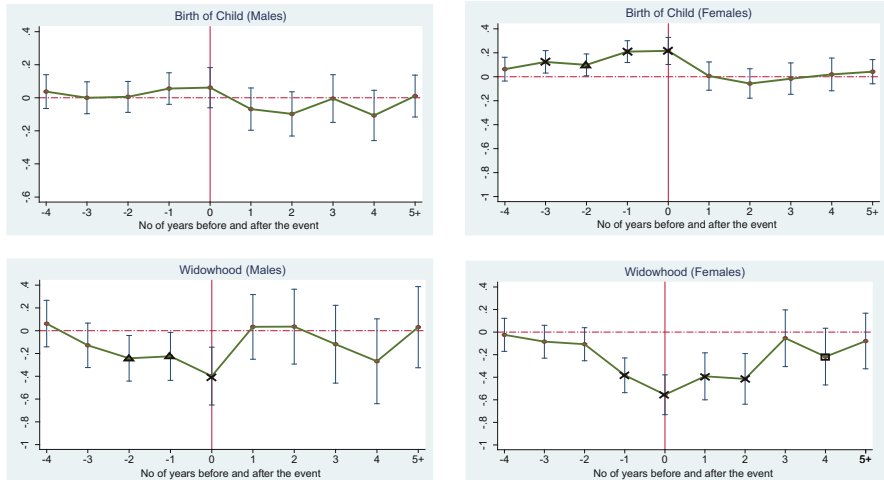 Birth of Child (Males)
.4
.2
0
-.2
-.4
-.6
-4 -3 -2 -1 0 1 2 3 4 5+
No of years before and after the event
Birth of Child (Females)
.4
.2
0
-.2
-.4
-.6
-.8
-1
-4 -3 -2 -1 0 1 2 3 4 5+
No of years before and after the event
Widowhood (Males)
.4
.2
0
-.2
-.4
-.6
-.8
-1
-4 -3 -2 -1 0 1 2 3 4 5+
No of years before and after the event
Widowhood (Females)
.4
.2
0
-.2
-.4
-.6
-.8
-1
-4 -3 -2 -1 0 1 2 3 4 5+
No of years before and after the event